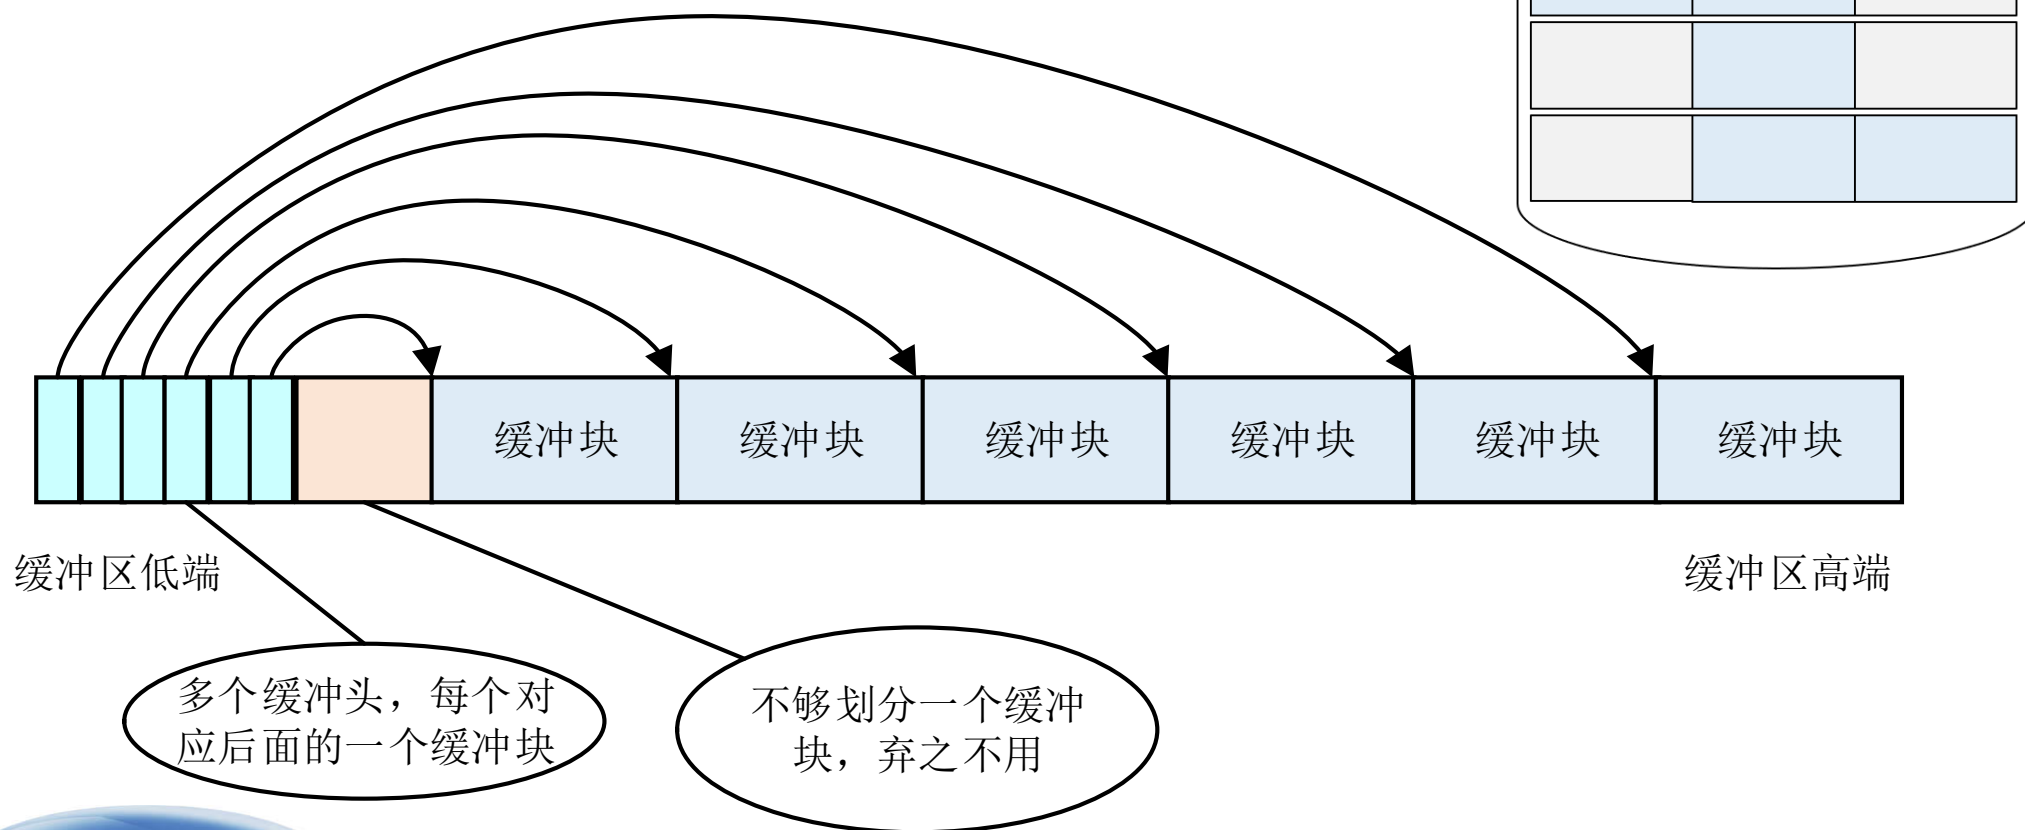 缓冲块 缓冲块 缓冲块 缓冲块 缓冲块 缓冲块
缓冲区低端 缓冲区高端
多个缓冲头，每个对
应后面的一个缓冲块
不够划分一个缓冲
块，弃之不用